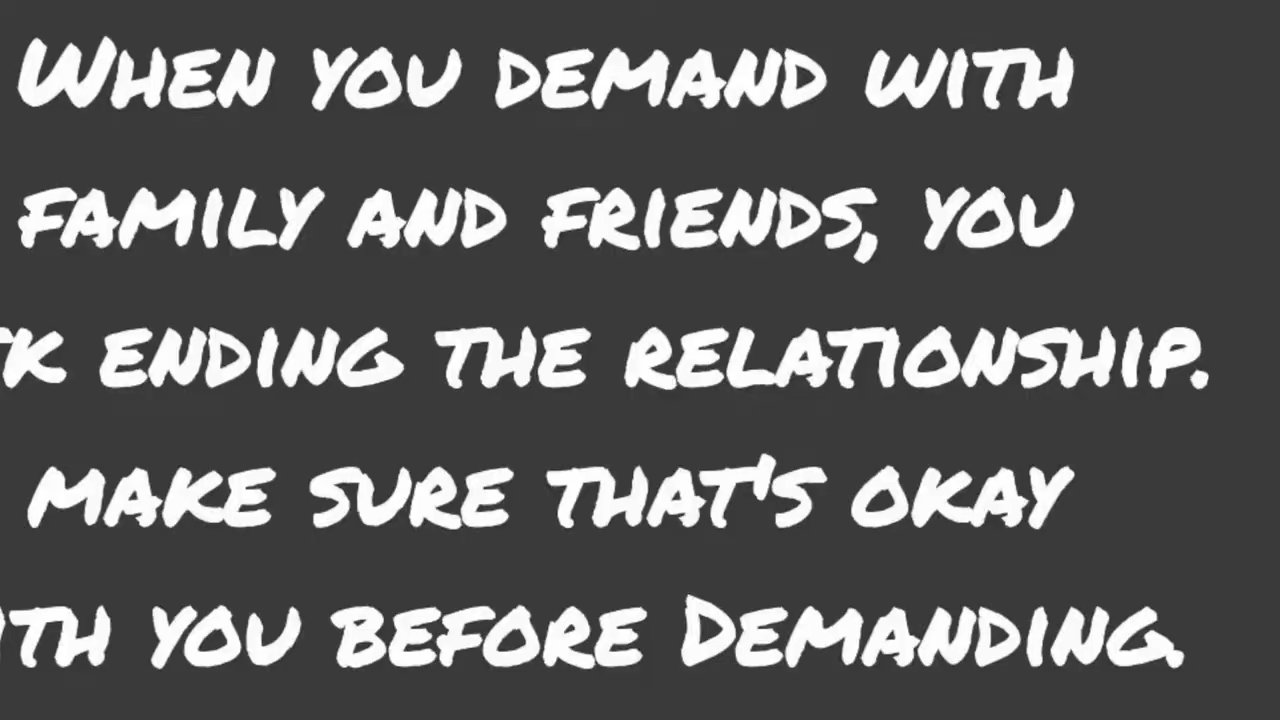 When you demand with
family and friends, you
ending the relationship.
make sure that's okay
you before Demanding.